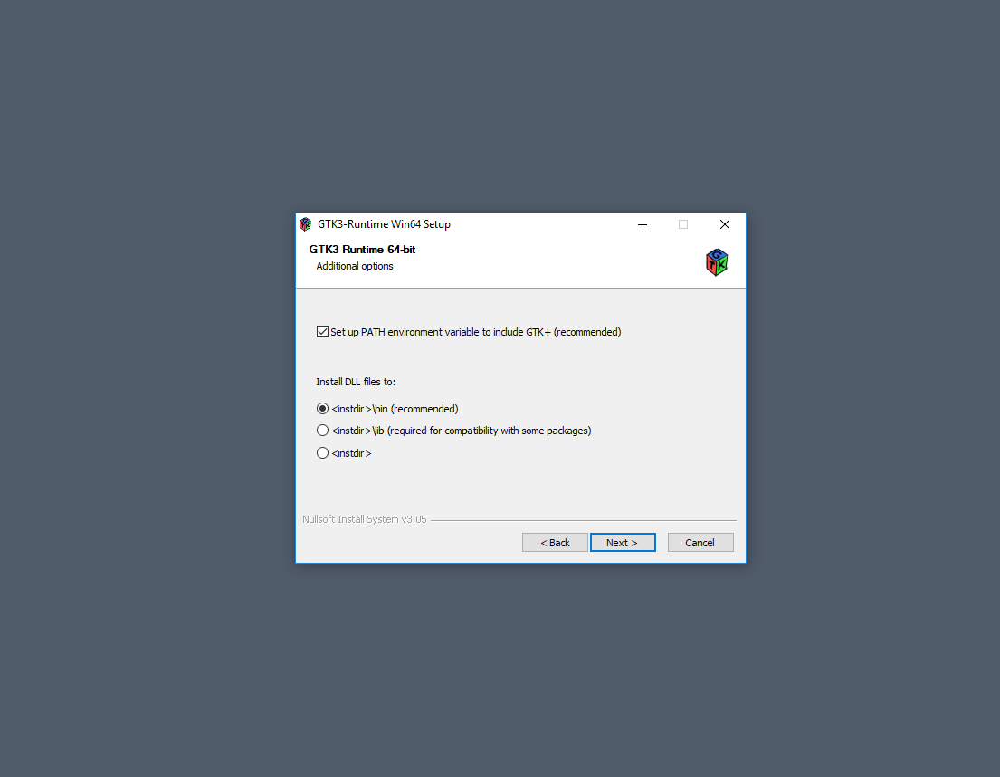 GTK3-Runtime Win64 Setup
GTK3 Runtime 64-bit
Additional options
GTK
Set up PATH environment variable to include GTK+ (recommended)
Install DLL files to:
<instdir>\bin (recommended)
<instdir>\lib (required for compatibility with some packages)
<instdir>
Nullsoft Install System v3.05
< Back Next > Cancel